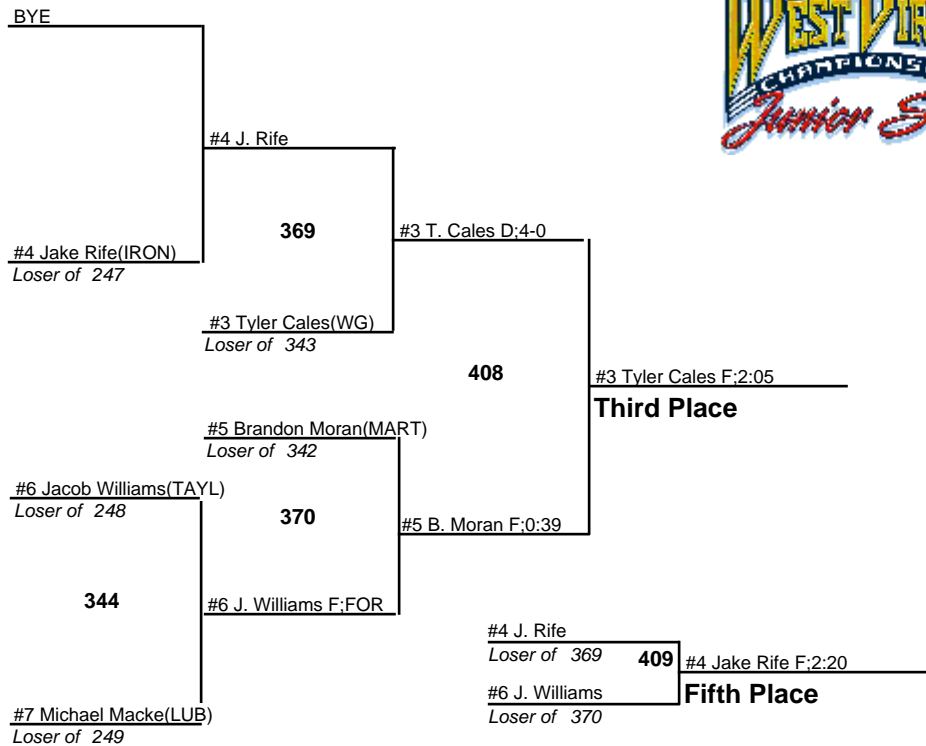 BYE
WEST VIR
CHAMPIONS
Junior S
#4 J. Rife
369
#3 T. Cales D;4-0
#4 Jake Rife(IRON)
Loser of 247
#3 Tyler Cales(WG)
Loser of 343
408
#3 Tyler Cales F;2:05
Third Place
#5 Brandon Moran(MART)
Loser of 342
#6 Jacob Williams(TAYL)
Loser of 248
370
#5 B. Moran F;0:39
344
#6 J. Williams F;FOR
#4 J. Rife
Loser of 369
409
#4 Jake Rife F;2:20
Fifth Place
#6 J. Williams
Loser of 370
#7 Michael Macke(LUB)
Loser of 249